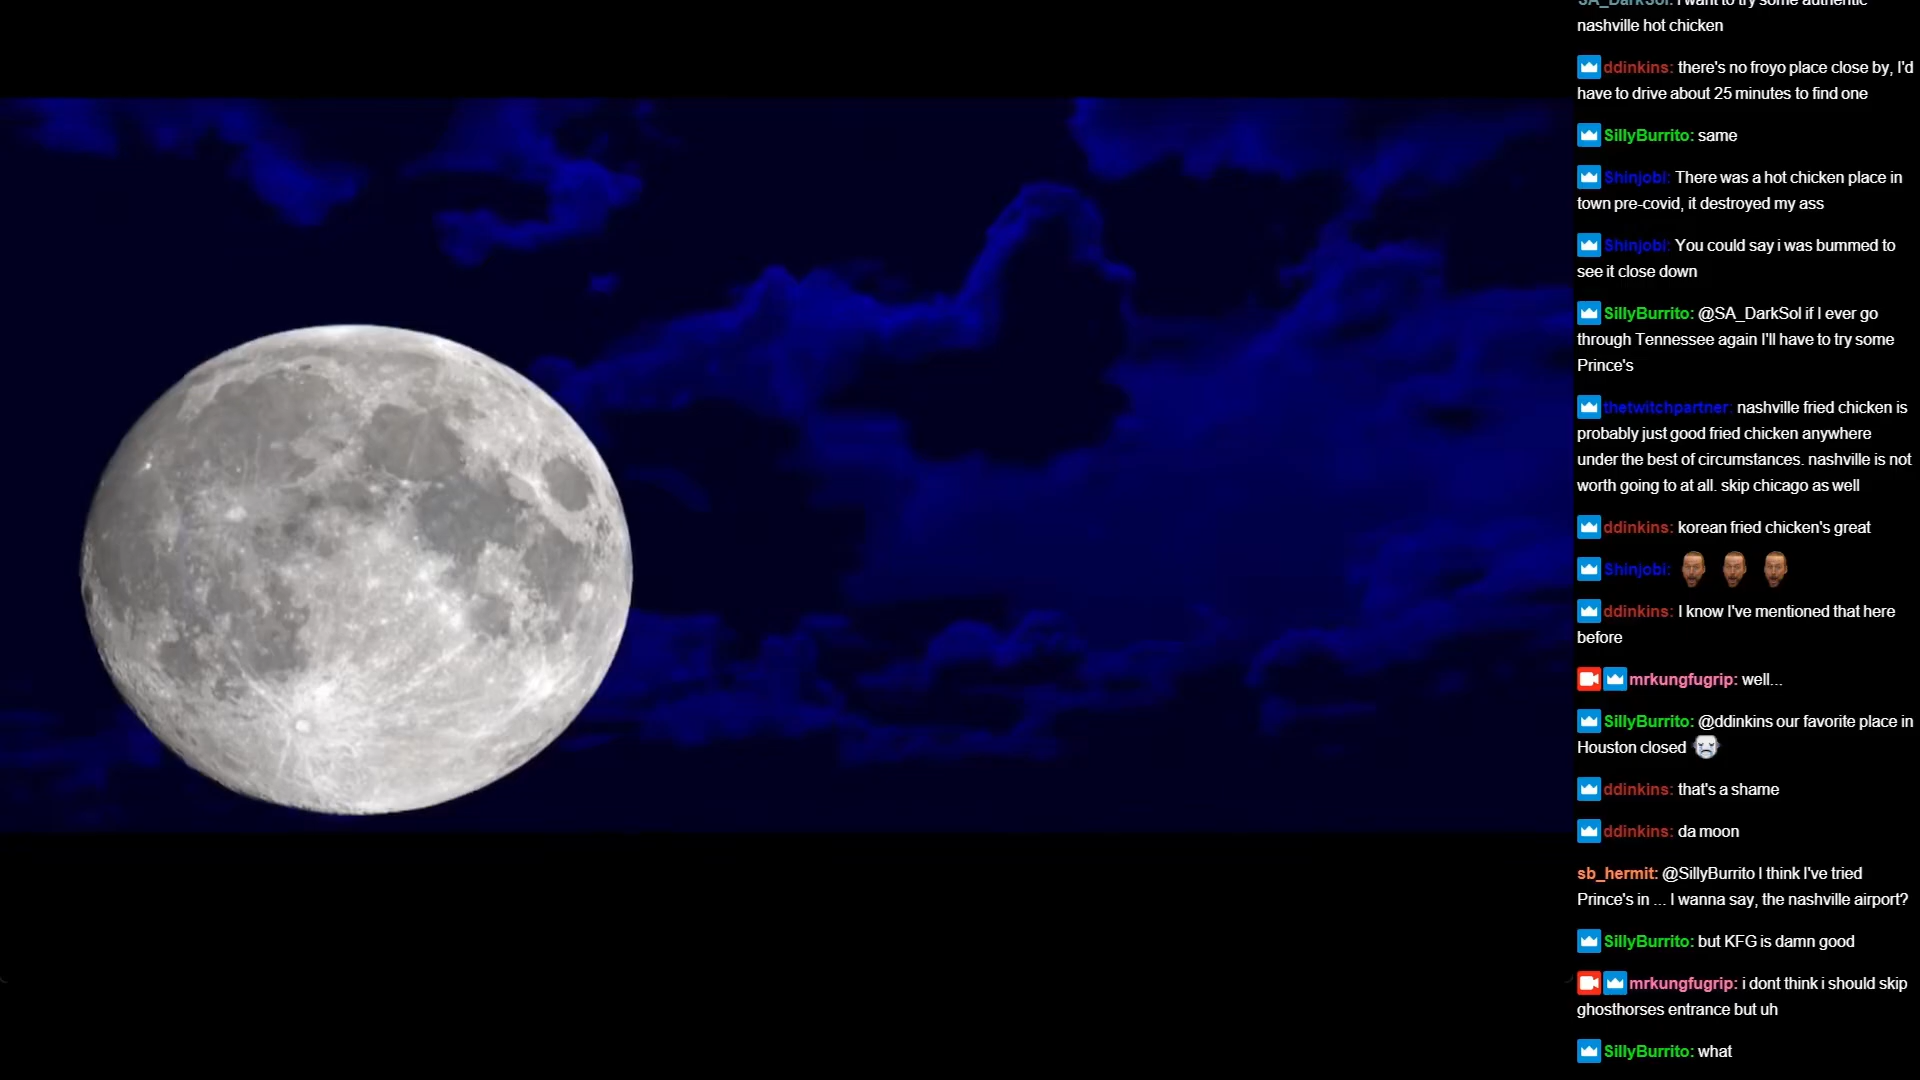 SA_DarkSol: I want to try some authentic
nashville hot chicken
ddinkins: there's no froyo place close by, I'd
have to drive about 25 minutes to find one
SillyBurrito: same
Shinjobi: There was a hot chicken place in
town pre-covid, it destroyed my ass
Shinjobi: You could say i was bummed to
see it close down
SillyBurrito: @SA_DarkSol if I ever go
through Tennessee again I'll have to try some
Prince's
thetwitchpartner: nashville fried chicken is
probably just good fried chicken anywhere
under the best of circumstances. nashville is not
worth going to at all. skip chicago as well
ddinkins: korean fried chicken's great
Shinjobi:
ddinkins: I know I've mentioned that here
before
mrkungfugrip: well...
SillyBurrito: @ddinkins our favorite place in
Houston closed
ddinkins: that's a shame
ddinkins: da moon
sb_hermit: @SillyBurrito I think I've tried
Prince's in ... I wanna say, the nashville airport?
SillyBurrito: but KFG is damn good
mrkungfugrip: i dont think i should skip
ghosthorses entrance but uh
SillyBurrito: what